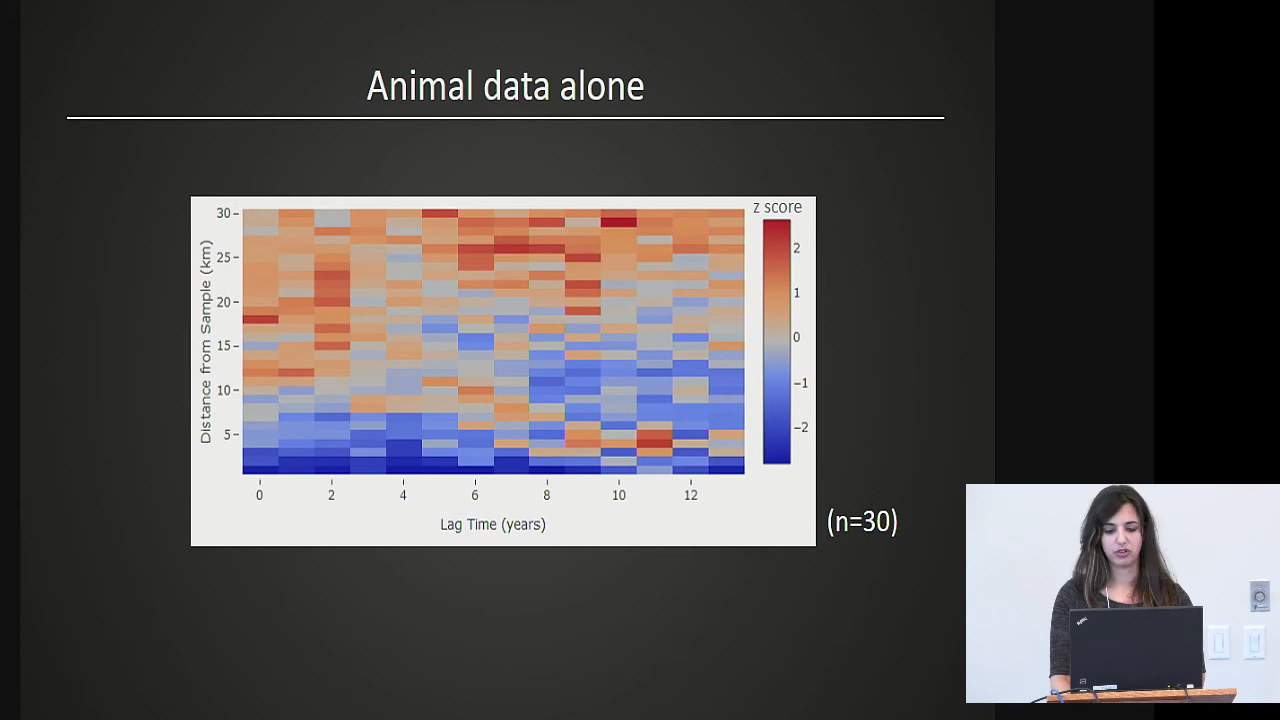 Animal data alone
z score
Distance from Sample (km)
30
25
20
15
10
5
2
1
0
−1
−2
0 2 4 6 8 10 12
Lag Time (years)
(n=30)